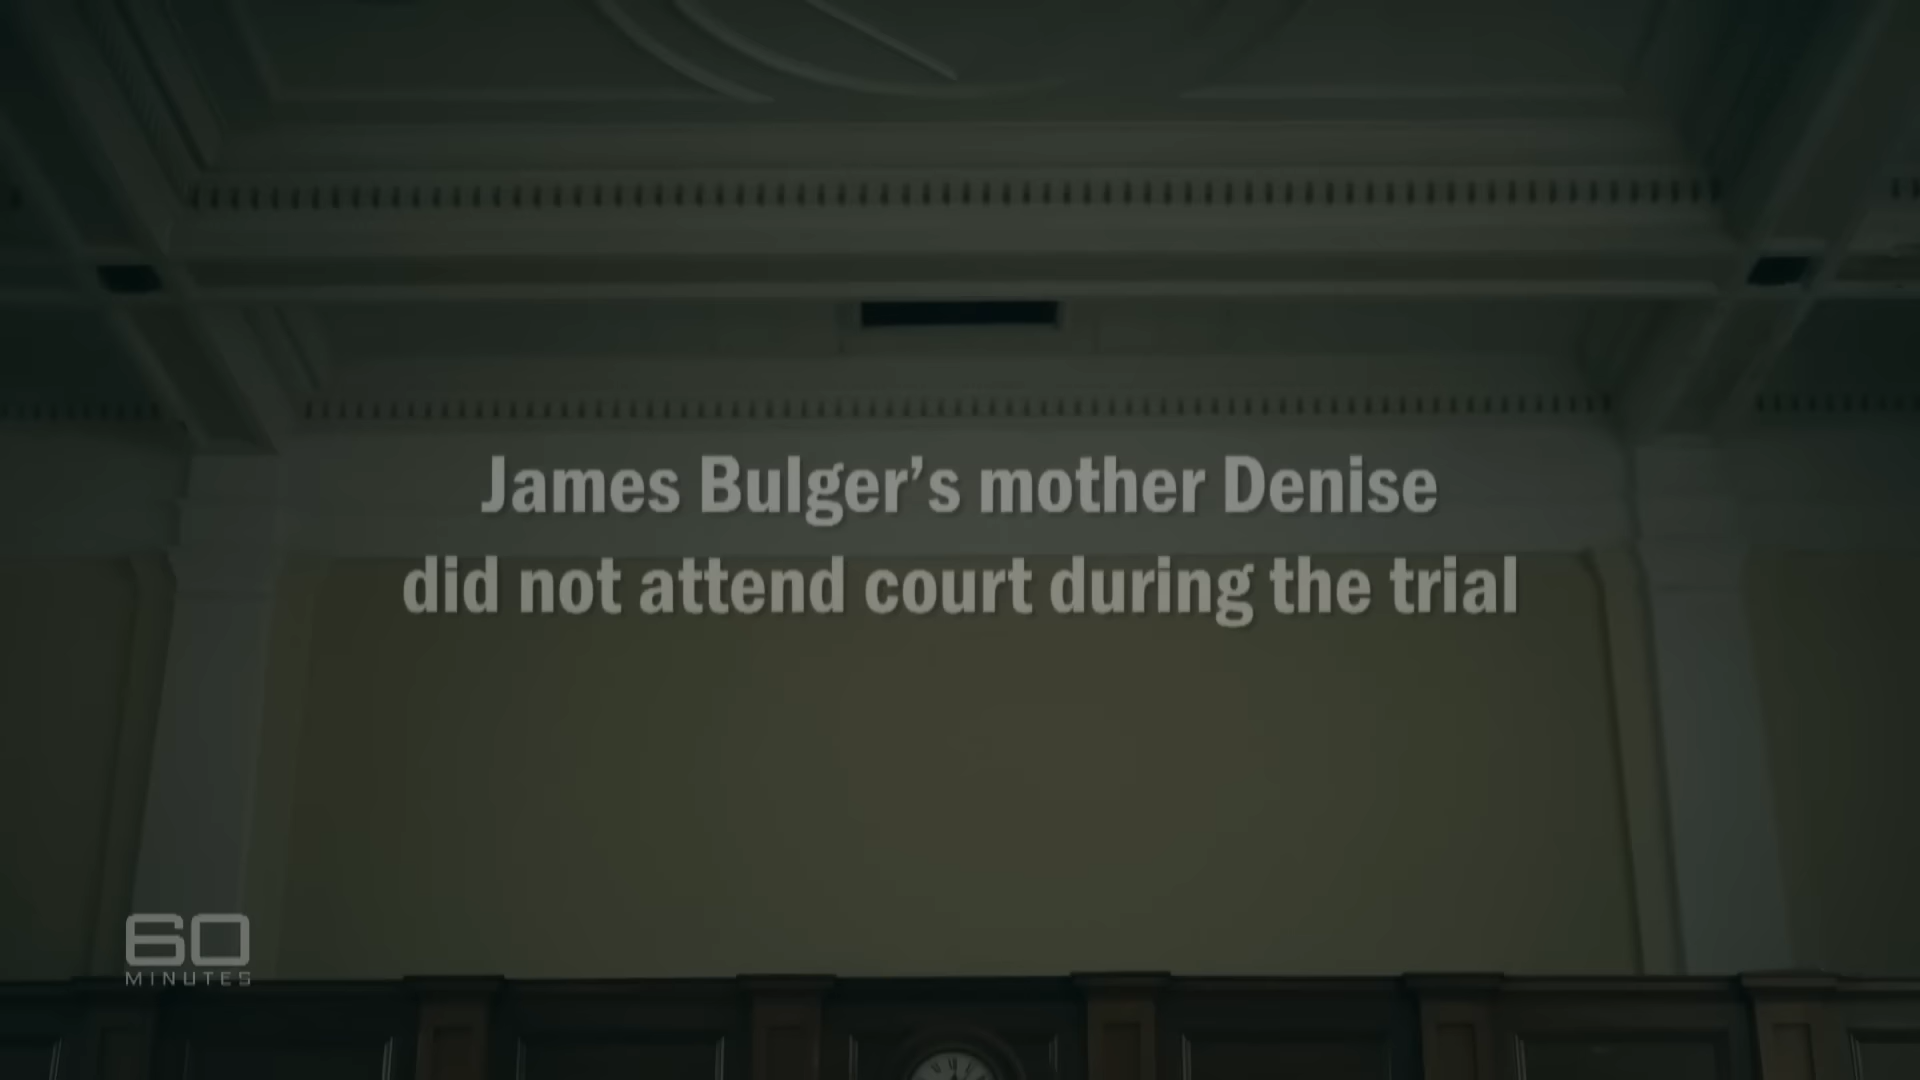 James Bulger's mother Denise
did not attend court during the trial
60
MINUTES